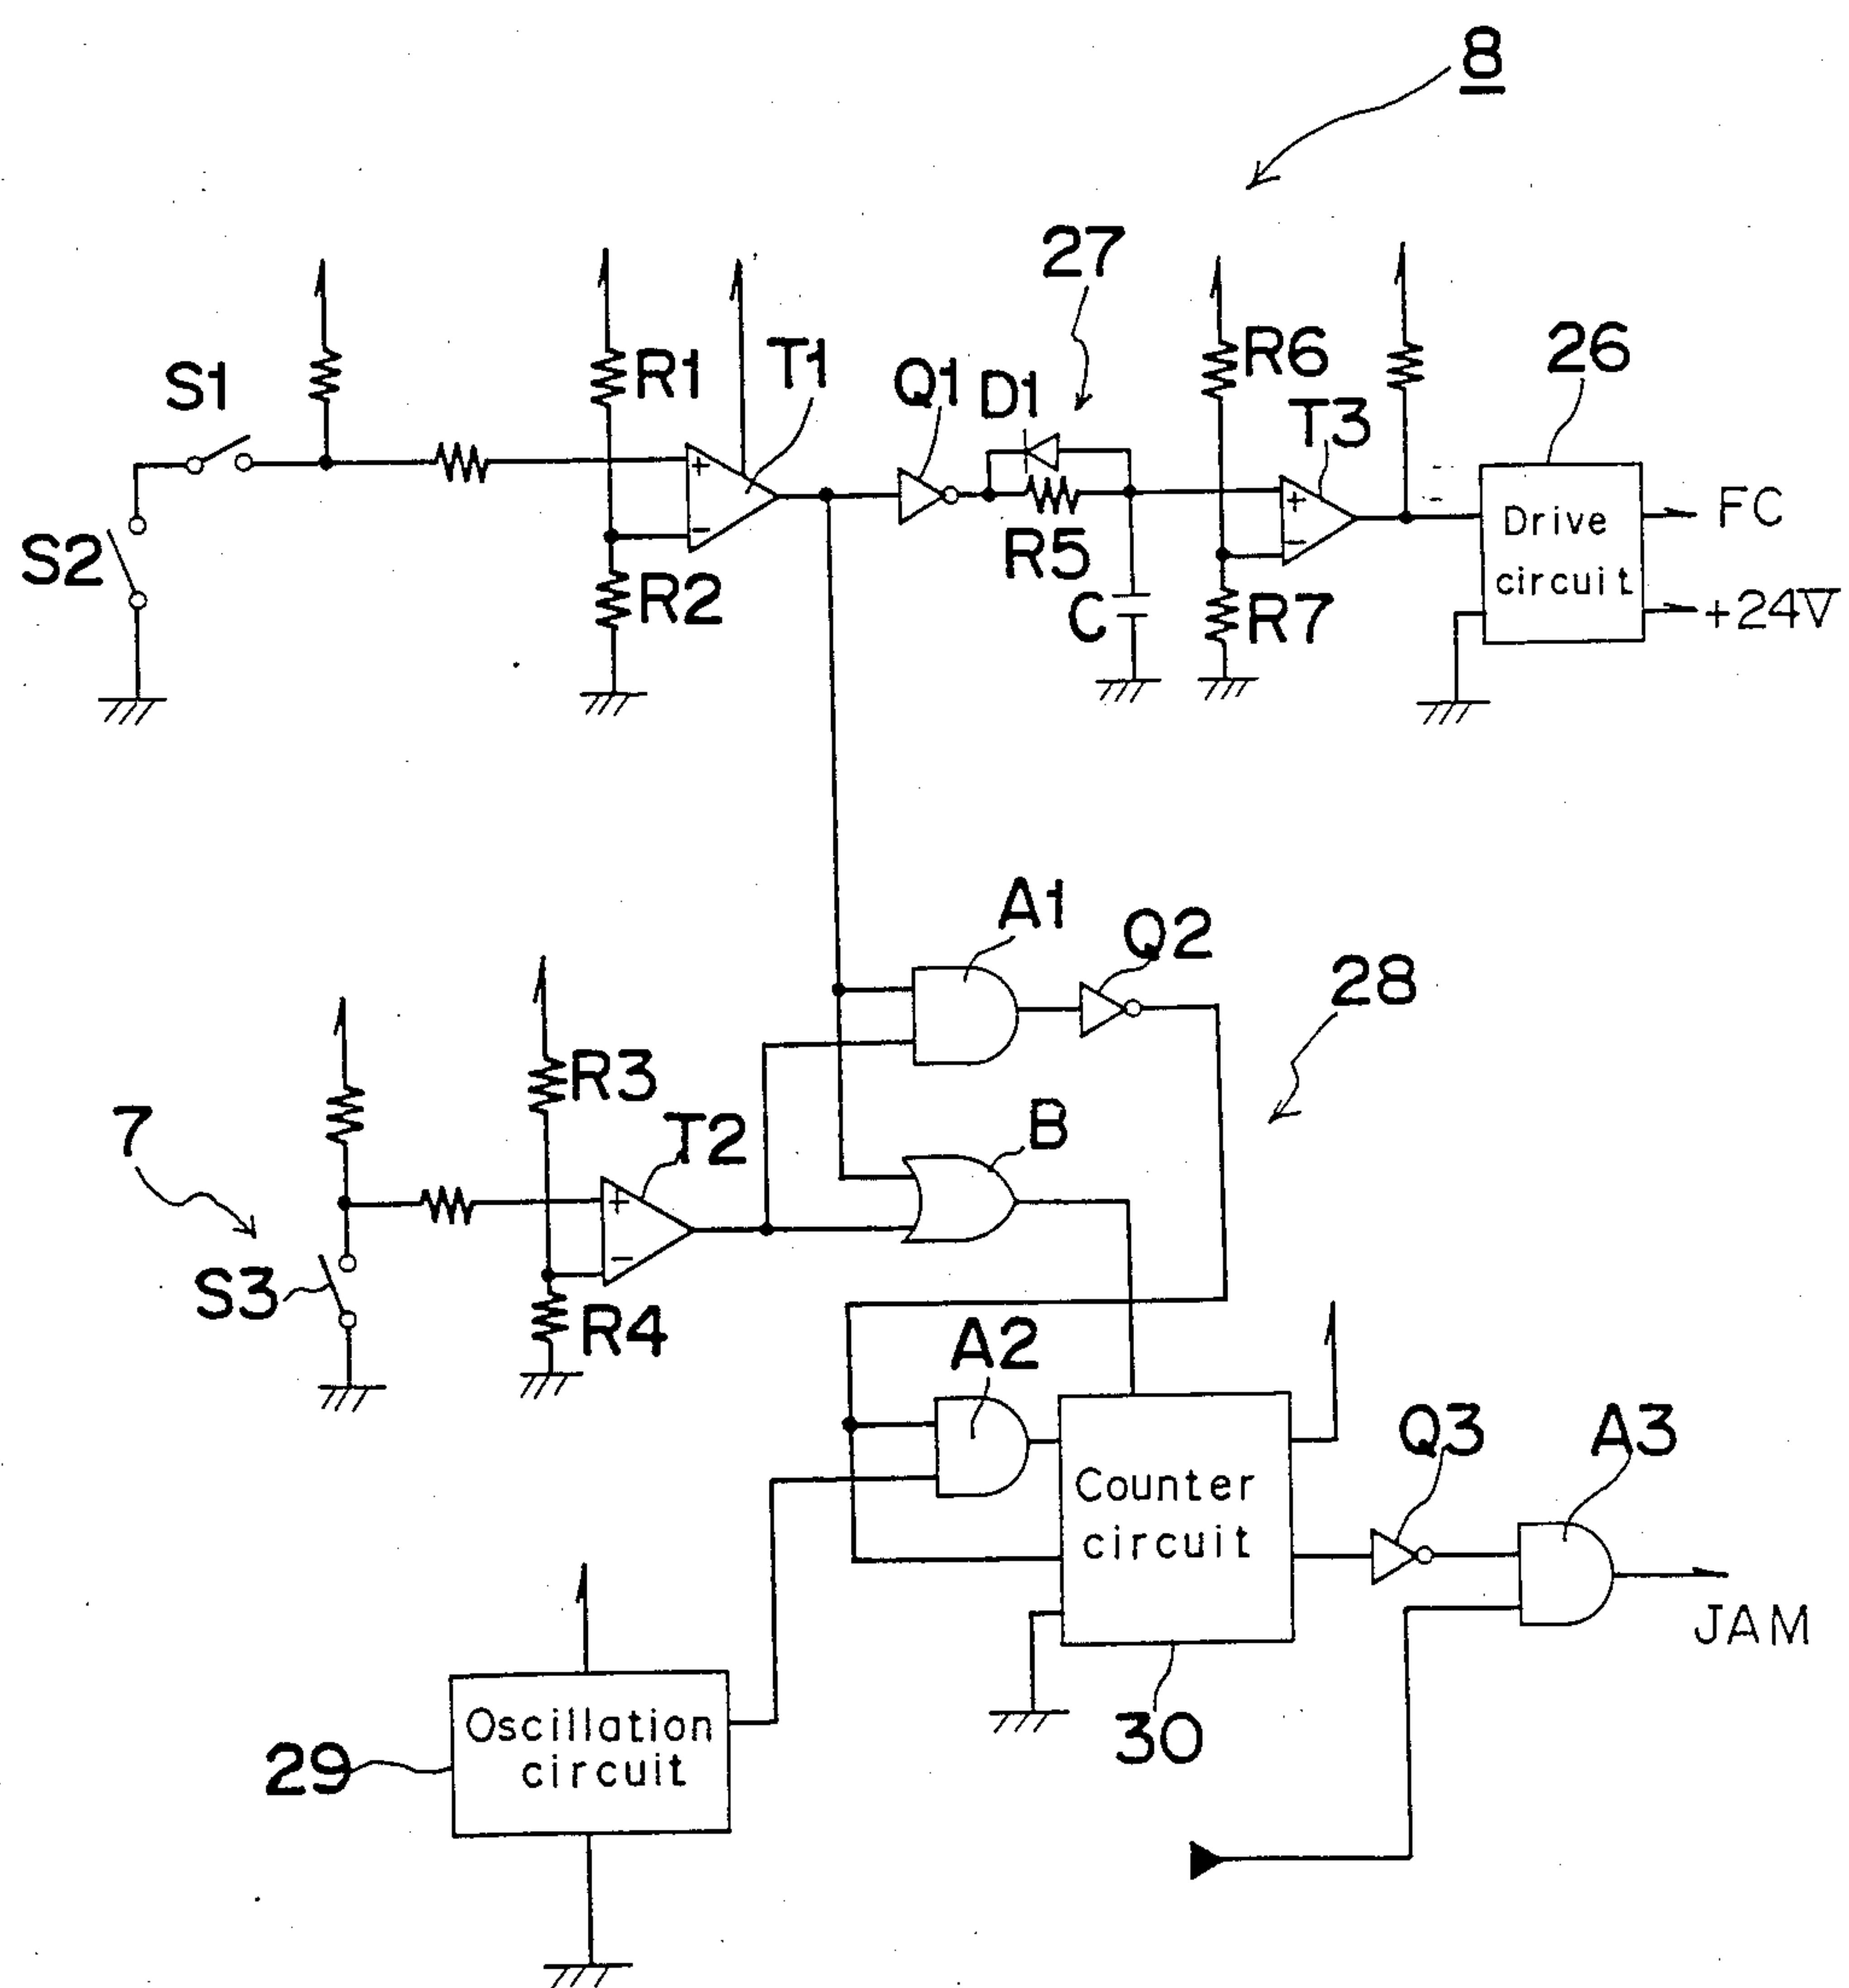 8
27
S1
R1
T1
Q1
D1
R6
T3
26
S2
R2
R5
C
R7
Drive
circuit
FC
+24V
+
−
+
−
A1
Q2
28
7
R3
T2
B
+
−
S3
R4
A2
Q3
A3
Counter
circuit
JAM
Oscillation
circuit
29
30